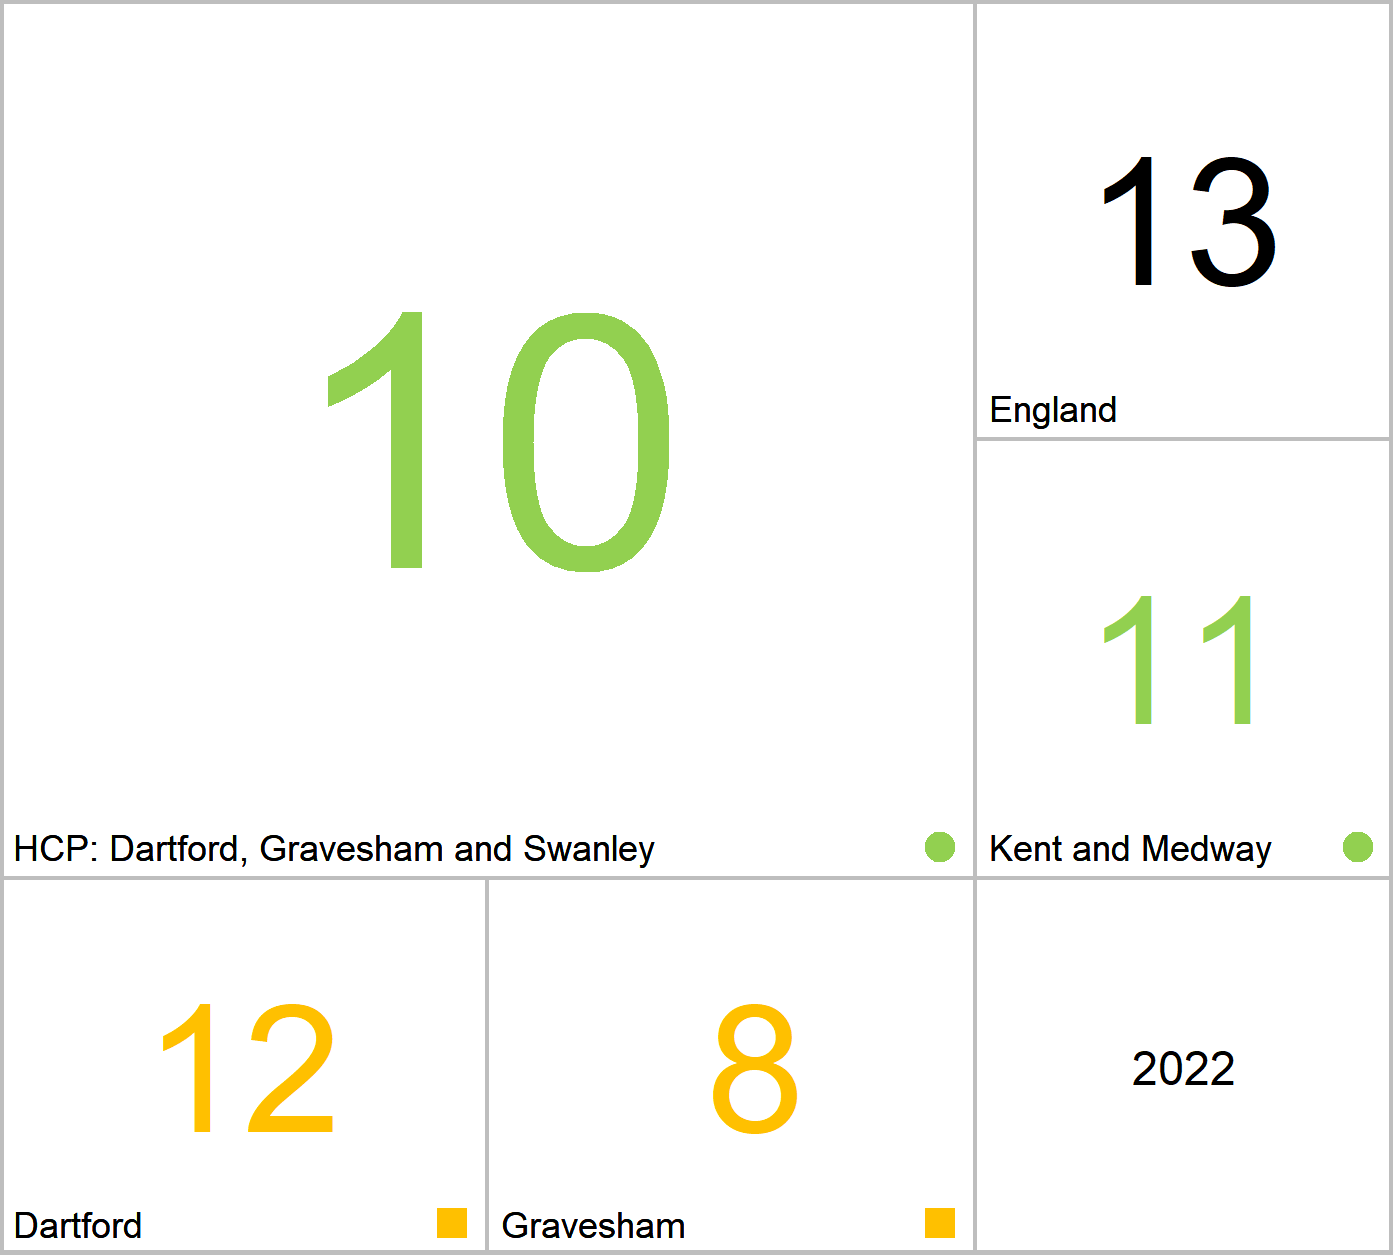 10
HCP: Dartford, Gravesham and Swanley
13
England
11
Kent and Medway
12
Dartford
8
Gravesham
2022